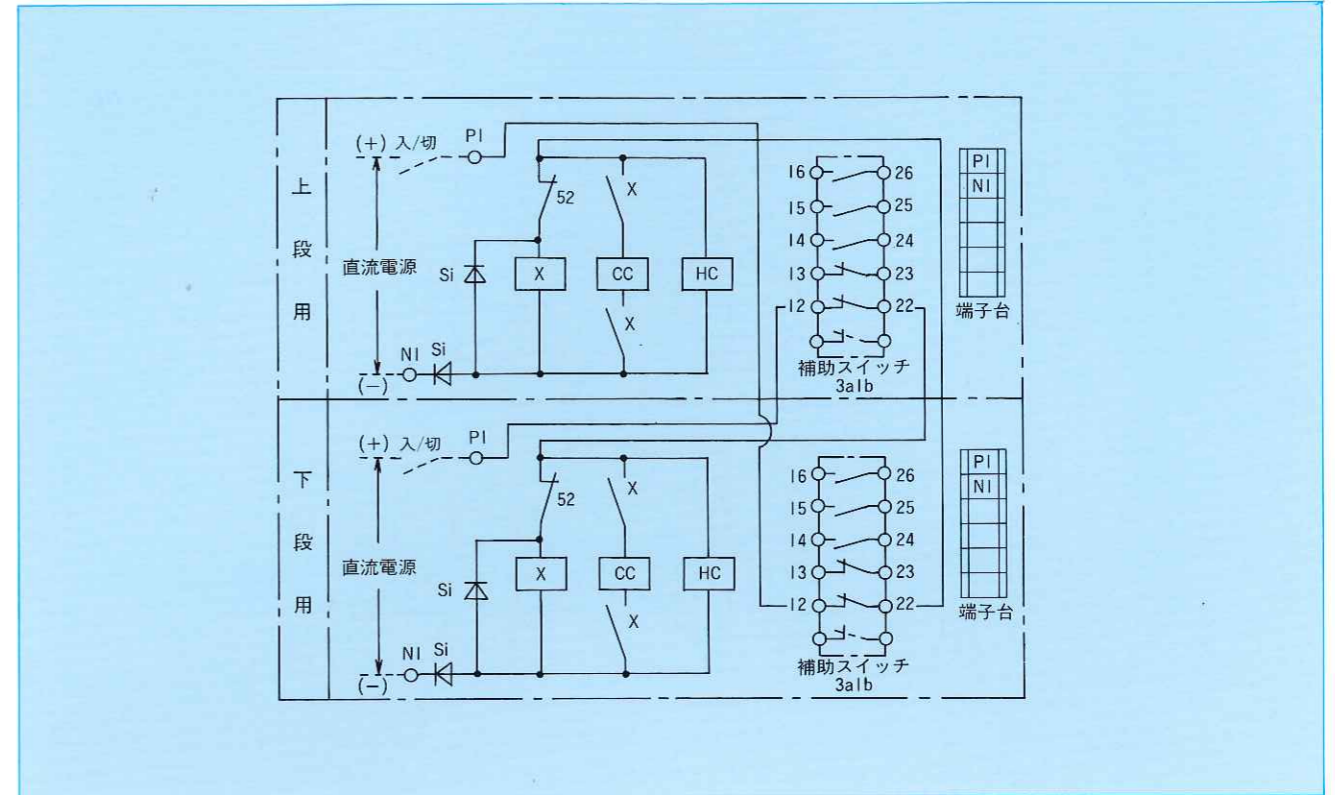 上段用
(+) 入/切 PI
直流電源
NI Si
(−)
Si
52
X
X
CC
X
HC
16 26
15 25
14 24
13 23
12 22
補助スイッチ
3a1b
PI
NI
端子台
下段用
(+) 入/切 PI
直流電源
NI Si
(−)
Si
52
X
X
CC
X
HC
16 26
15 25
14 24
13 23
12 22
補助スイッチ
3a1b
PI
NI
端子台